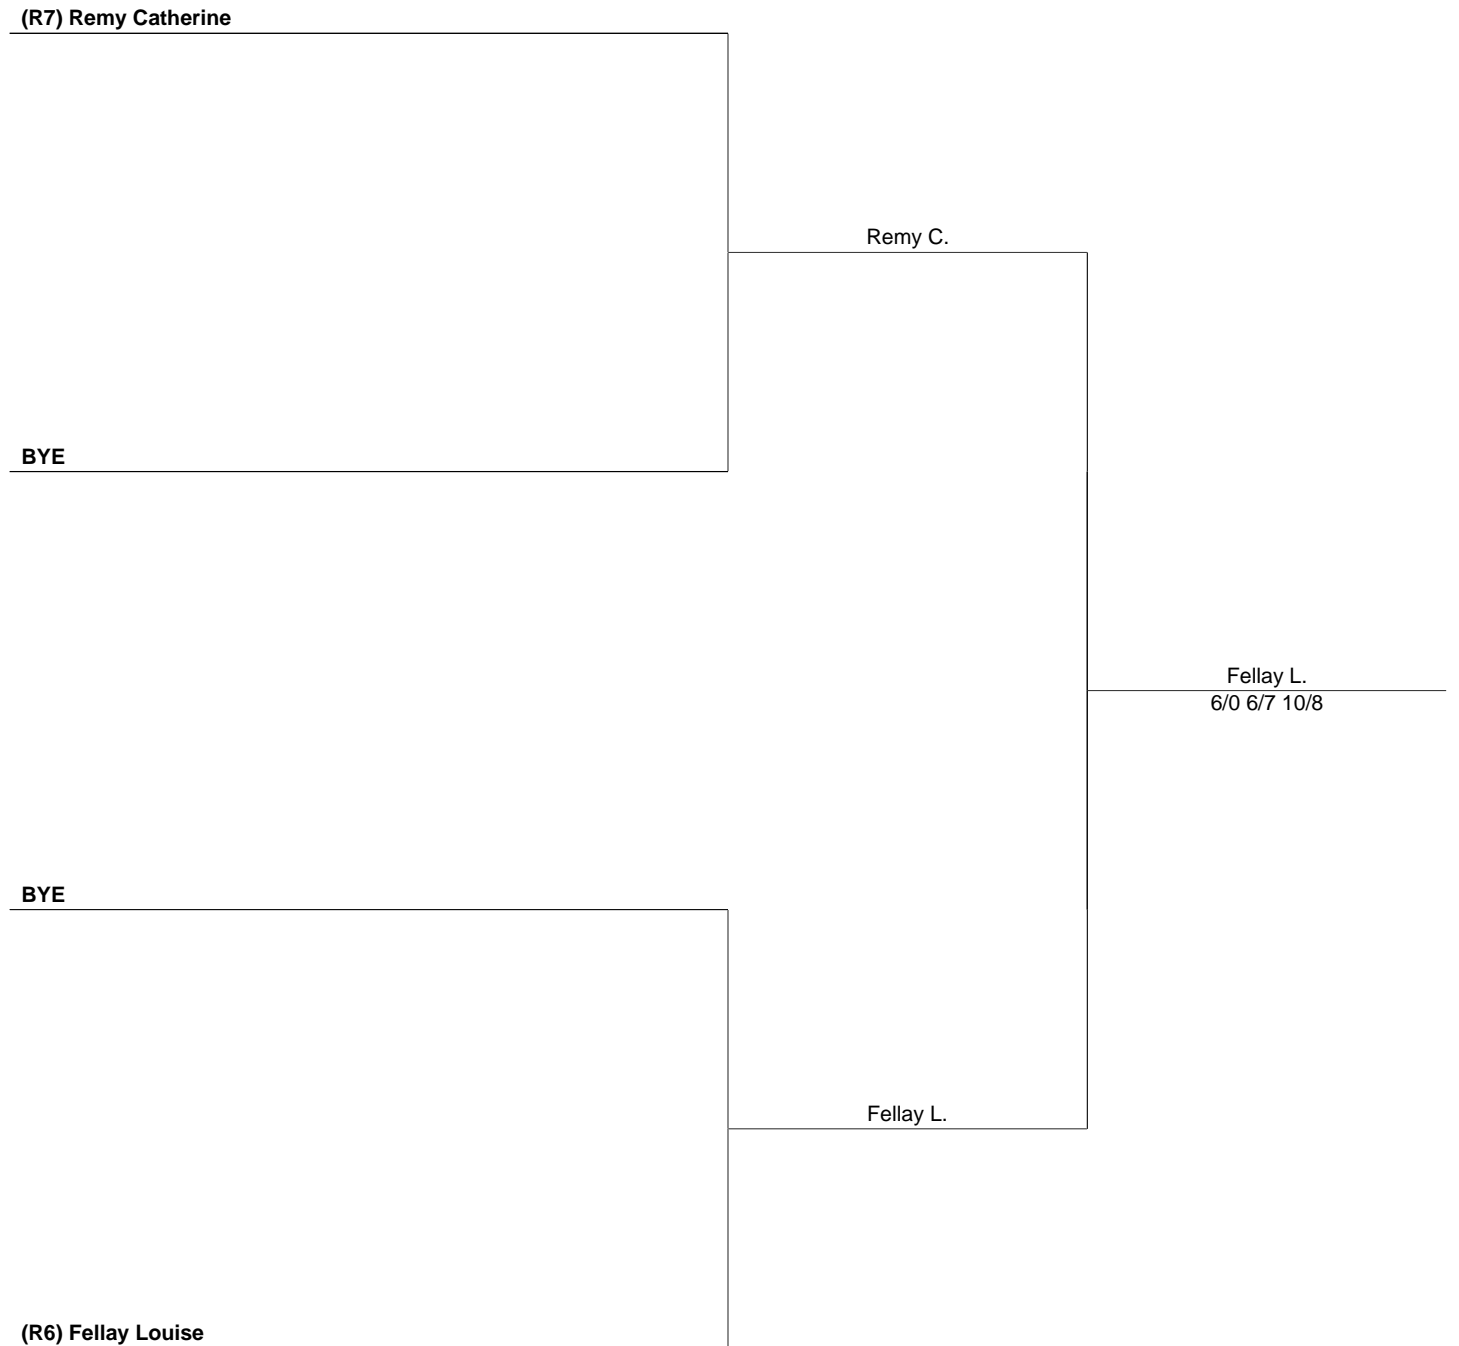 (R7) Remy Catherine
Remy C.
BYE
Fellay L.
6/0 6/7 10/8
BYE
Fellay L.
(R6) Fellay Louise